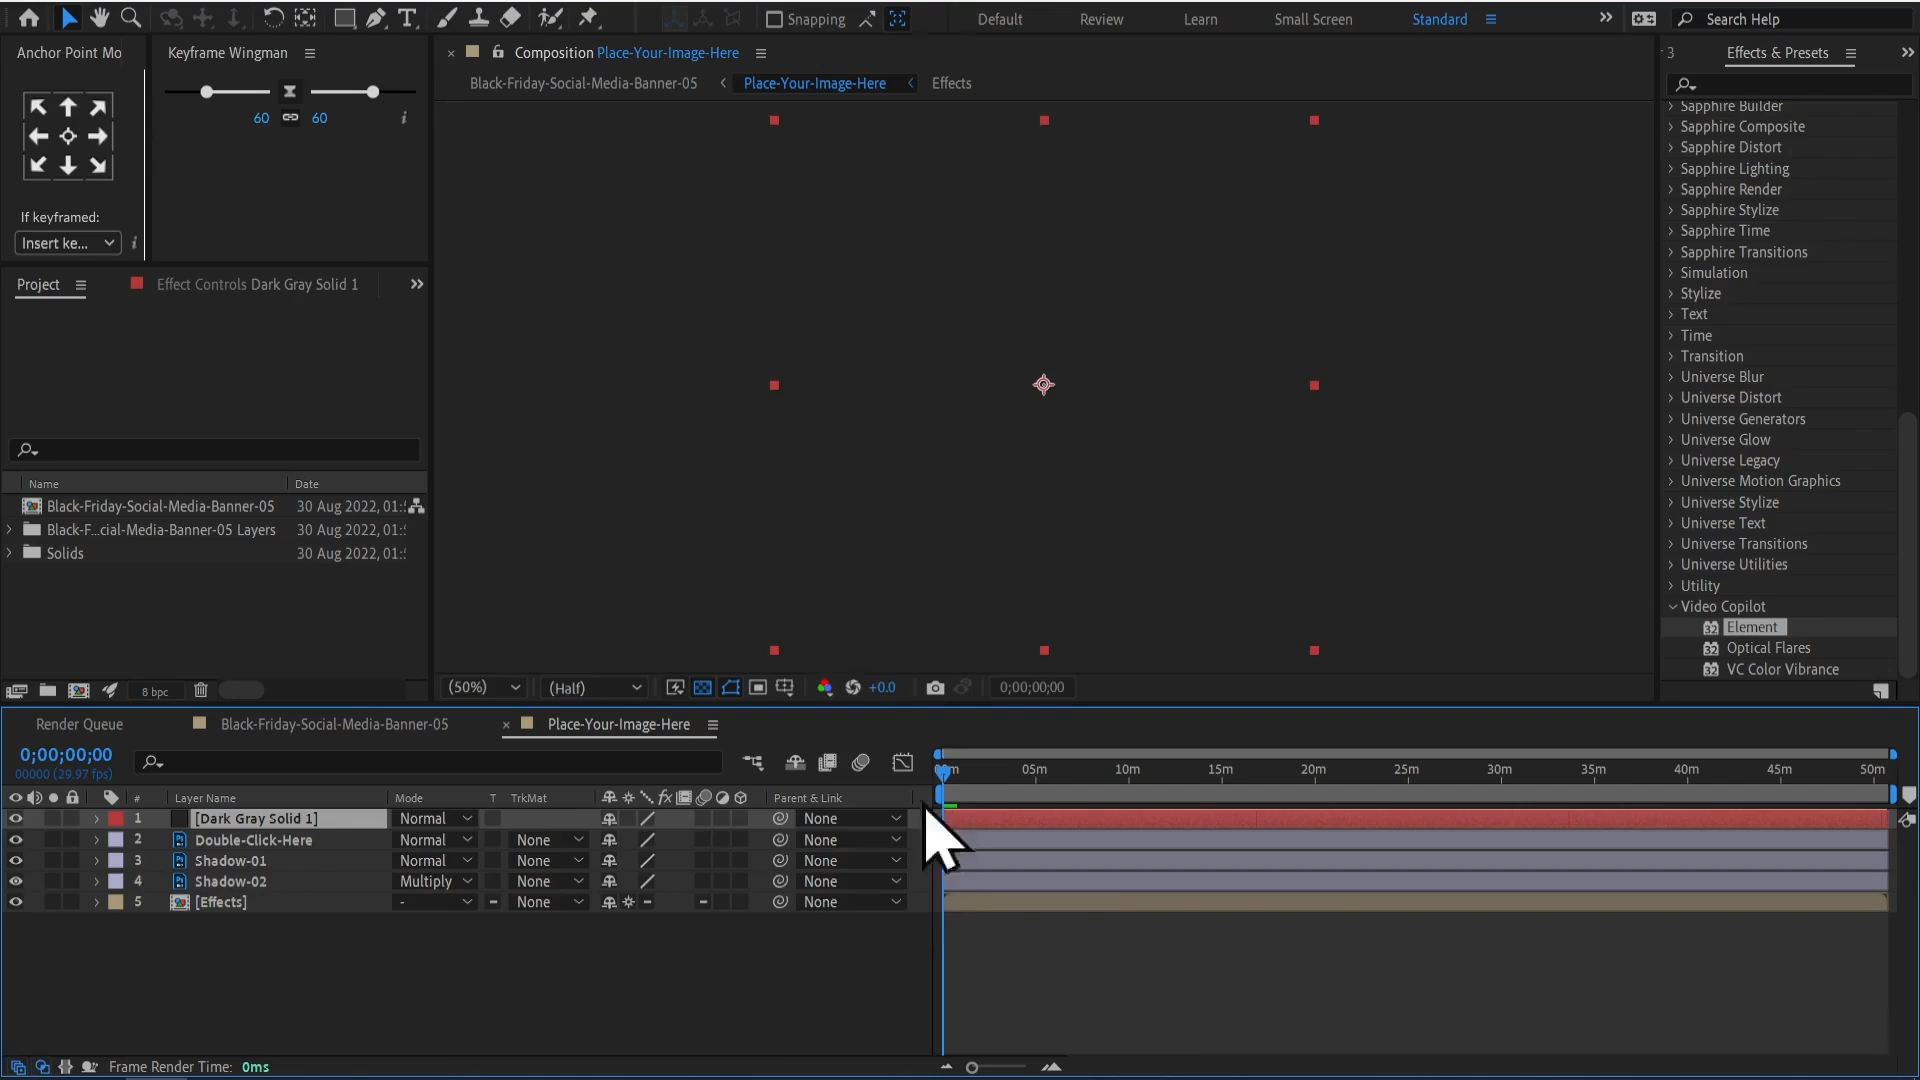 Snapping
Default
Review
Learn
Small Screen
Standard
Search Help
Anchor Point Mo
Keyframe Wingman
Composition Place-Your-Image-Here
3
Effects & Presets
Black-Friday-Social-Media-Banner-05
Place-Your-Image-Here
Effects
60
60
If keyframed:
Insert ke...
Project
Effect Controls Dark Gray Solid 1
Name
Date
Black-Friday-Social-Media-Banner-05
30 Aug 2022, 01:
Black-F...cial-Media-Banner-05 Layers
30 Aug 2022, 01:
Solids
30 Aug 2022, 01:
8 bpc
(50%)
(Half)
+0.0
0;00;00;00
Sapphire Builder
Sapphire Composite
Sapphire Distort
Sapphire Lighting
Sapphire Render
Sapphire Stylize
Sapphire Time
Sapphire Transitions
Simulation
Stylize
Text
Time
Transition
Universe Blur
Universe Distort
Universe Generators
Universe Glow
Universe Legacy
Universe Motion Graphics
Universe Stylize
Universe Text
Universe Transitions
Universe Utilities
Utility
Video Copilot
32 Element
32 Optical Flares
32 VC Color Vibrance
Render Queue
Black-Friday-Social-Media-Banner-05
Place-Your-Image-Here
0;00;00;00
00000 (29.97 fps)
05m
10m
15m
20m
25m
30m
35m
40m
45m
50m
#
Layer Name
Mode
T
TrkMat
fx
Parent & Link
1 [Dark Gray Solid 1] Normal None
2 Double-Click-Here Normal None None
3 Shadow-01 Normal None None
4 Shadow-02 Multiply None None
5 [Effects] - None None
Frame Render Time: 0ms